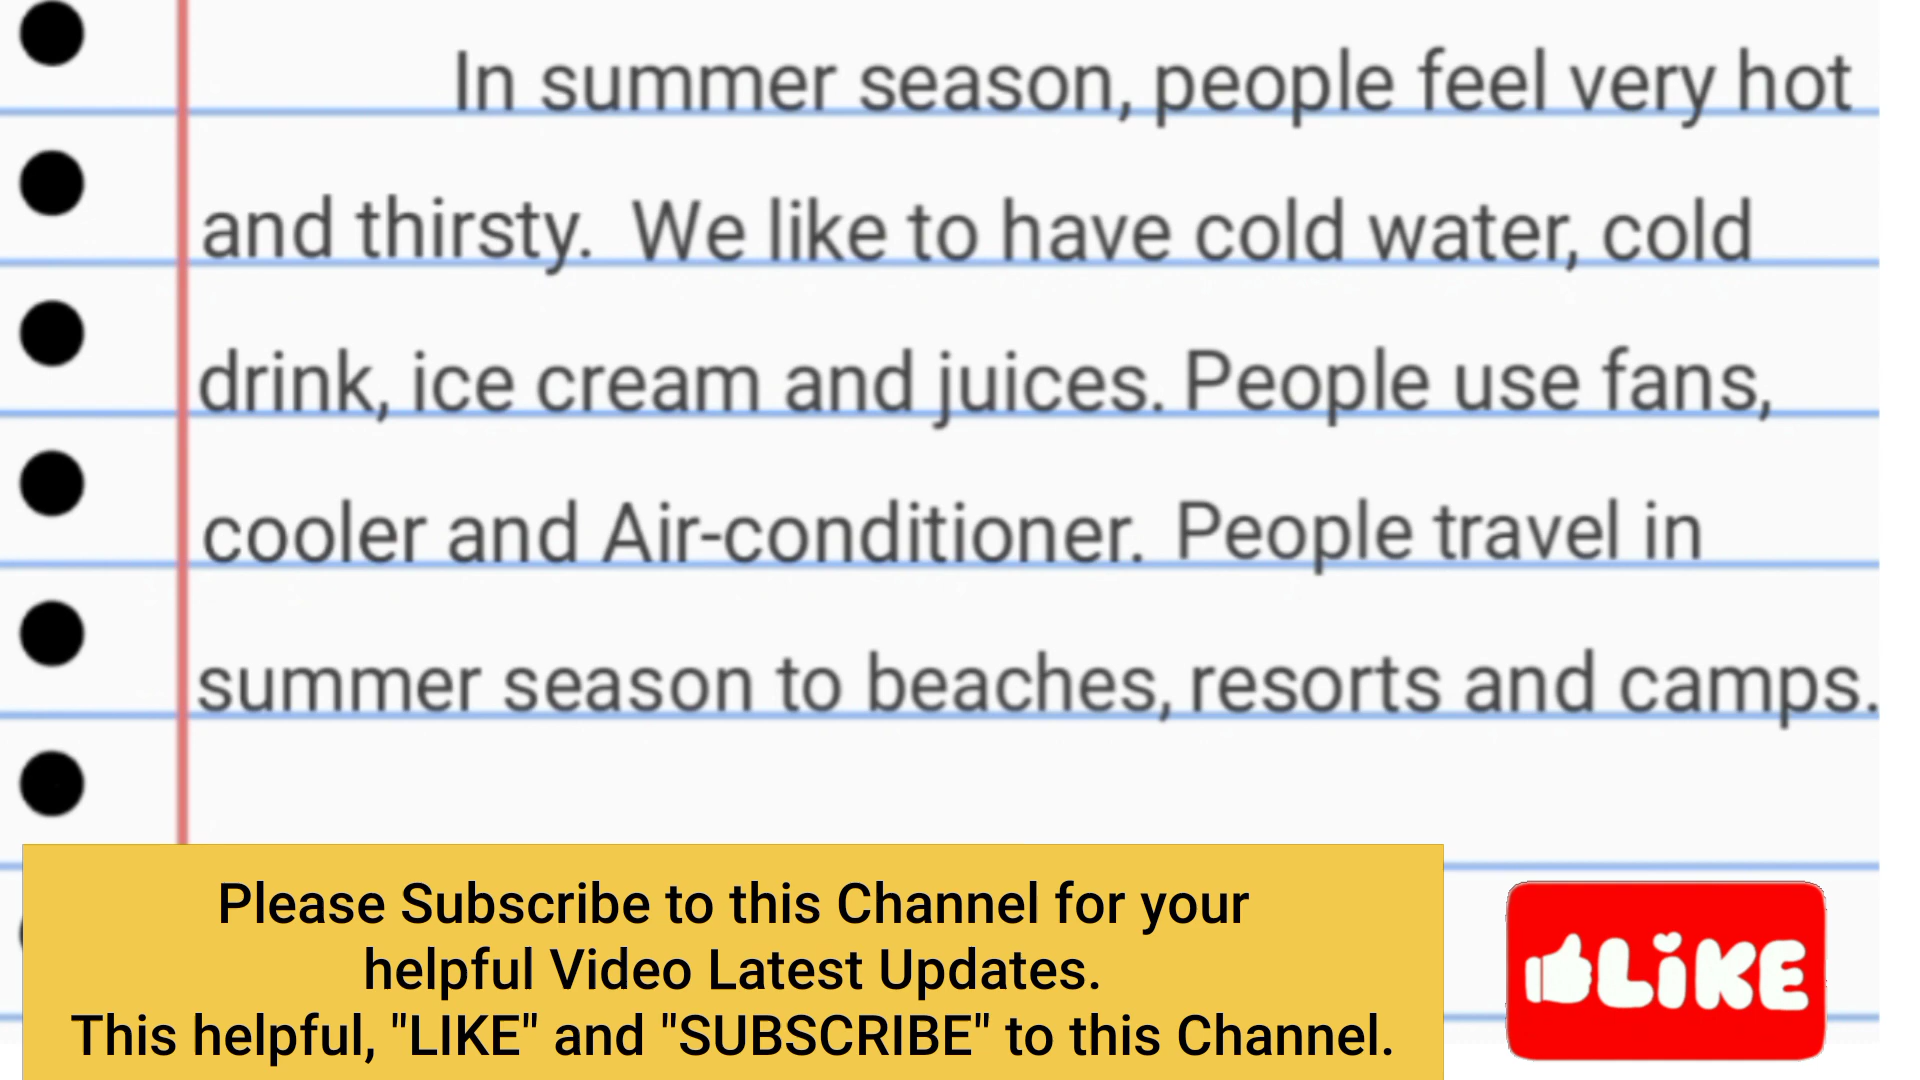 In summer season, people feel very hot
and thirsty. We like to have cold water, cold
drink, ice cream and juices. People use fans,
cooler and Air-conditioner. People travel in
summer season to beaches, resorts and camps.
Please Subscribe to this Channel for your
helpful Video Latest Updates.
This helpful, "LIKE" and "SUBSCRIBE" to this Channel.
LiKE